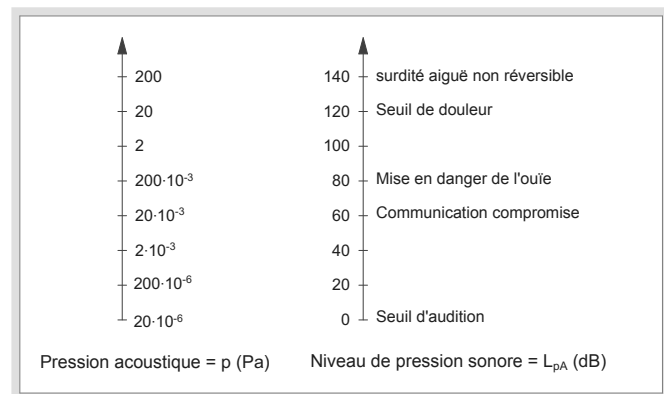 200 140 surdité aiguë non réversible
20 120 Seuil de douleur
2 100
200·10⁻³ 80 Mise en danger de l'ouïe
20·10⁻³ 60 Communication compromise
2·10⁻³ 40
200·10⁻⁶ 20
20·10⁻⁶ 0 Seuil d'audition
Pression acoustique = p (Pa) Niveau de pression sonore = LpA (dB)